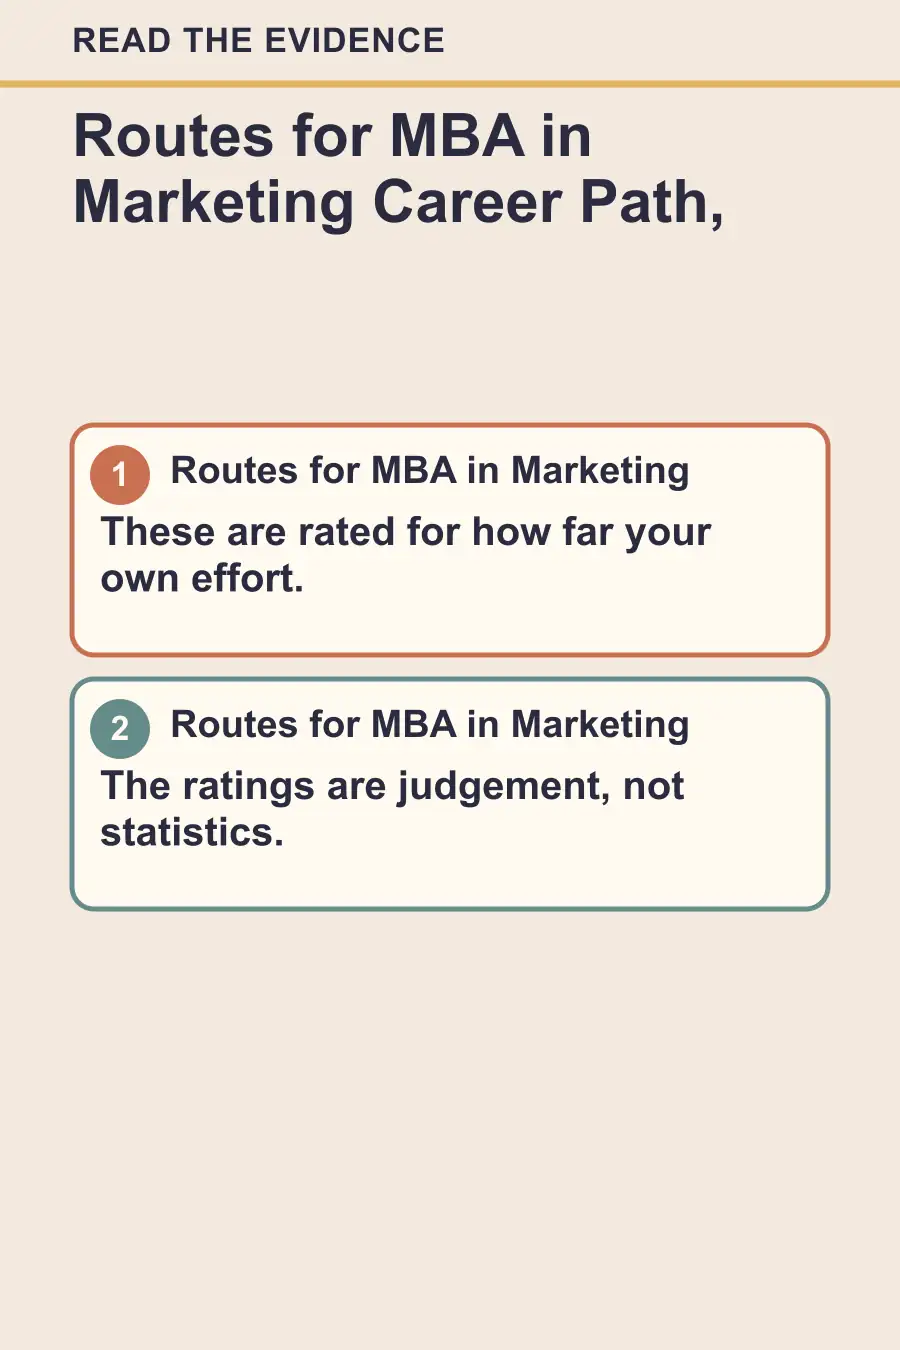 READ THE EVIDENCE
Routes for MBA in
Marketing Career Path,
1 Routes for MBA in Marketing
These are rated for how far your
own effort.
2 Routes for MBA in Marketing
The ratings are judgement, not
statistics.